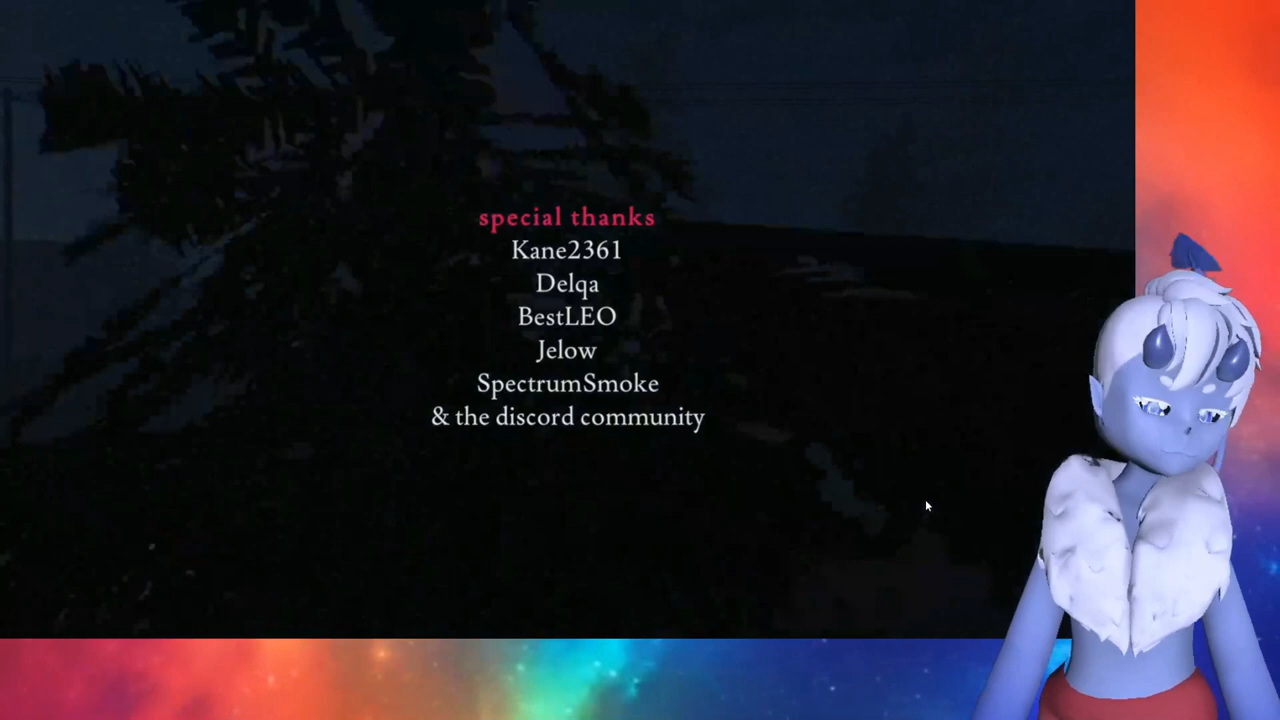 special thanks
Kane2361
Delqa
BestLEO
Jelow
SpectrumSmoke
& the discord community